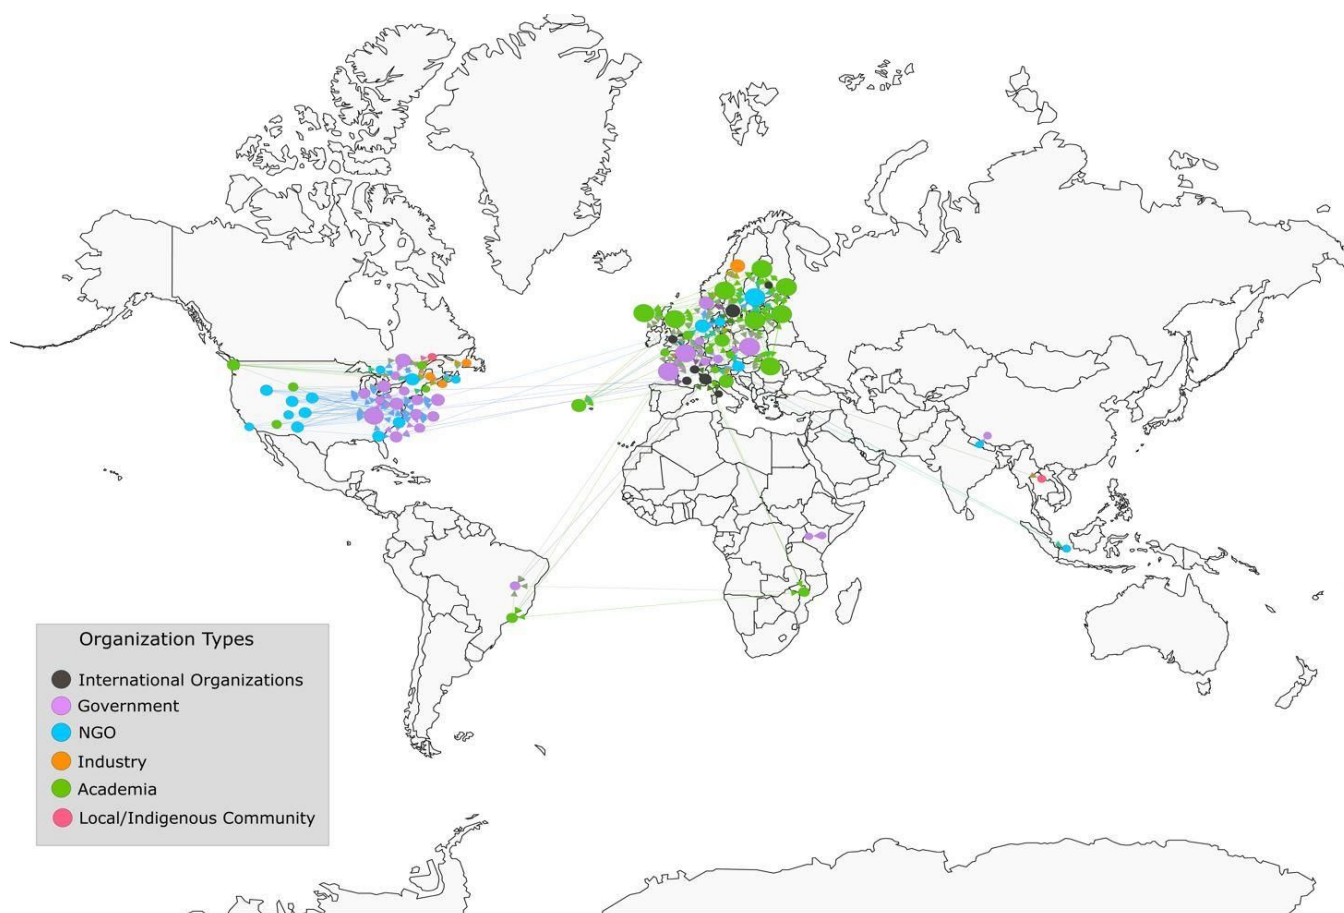 Organization Types
International Organizations
Government
NGO
Industry
Academia
Local/Indigenous Community